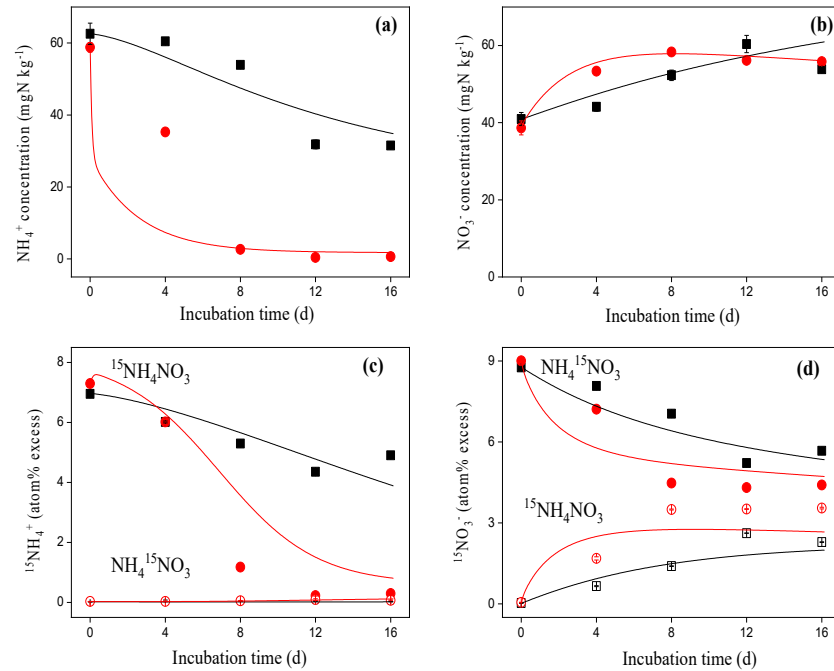 (a)
NH₄⁺ concentration (mgN kg⁻¹)
60
40
20
0
0 4 8 12 16
Incubation time (d)
(b)
NO₃⁻ concentration (mgN kg⁻¹)
60
40
20
0
0 4 8 12 16
Incubation time (d)
(c)
¹⁵NH₄⁺ (atom% excess)
8
6
4
2
0
¹⁵NH₄NO₃
NH₄¹⁵NO₃
0 4 8 12 16
Incubation time (d)
(d)
¹⁵NO₃⁻ (atom% excess)
9
6
3
0
NH₄¹⁵NO₃
¹⁵NH₄NO₃
0 4 8 12 16
Incubation time (d)